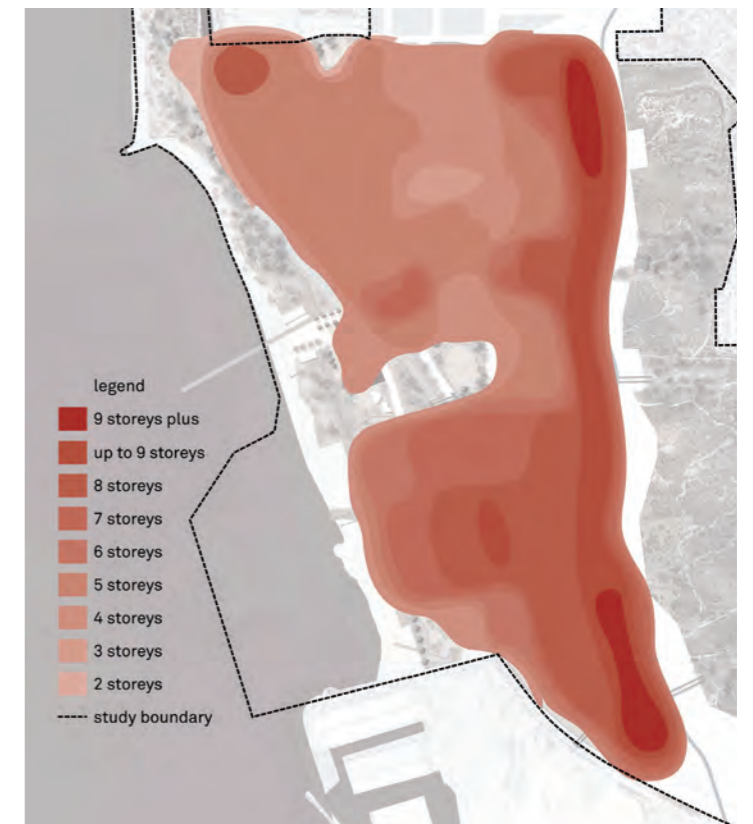 legend
9 storeys plus
up to 9 storeys
8 storeys
7 storeys
6 storeys
5 storeys
4 storeys
3 storeys
2 storeys
study boundary